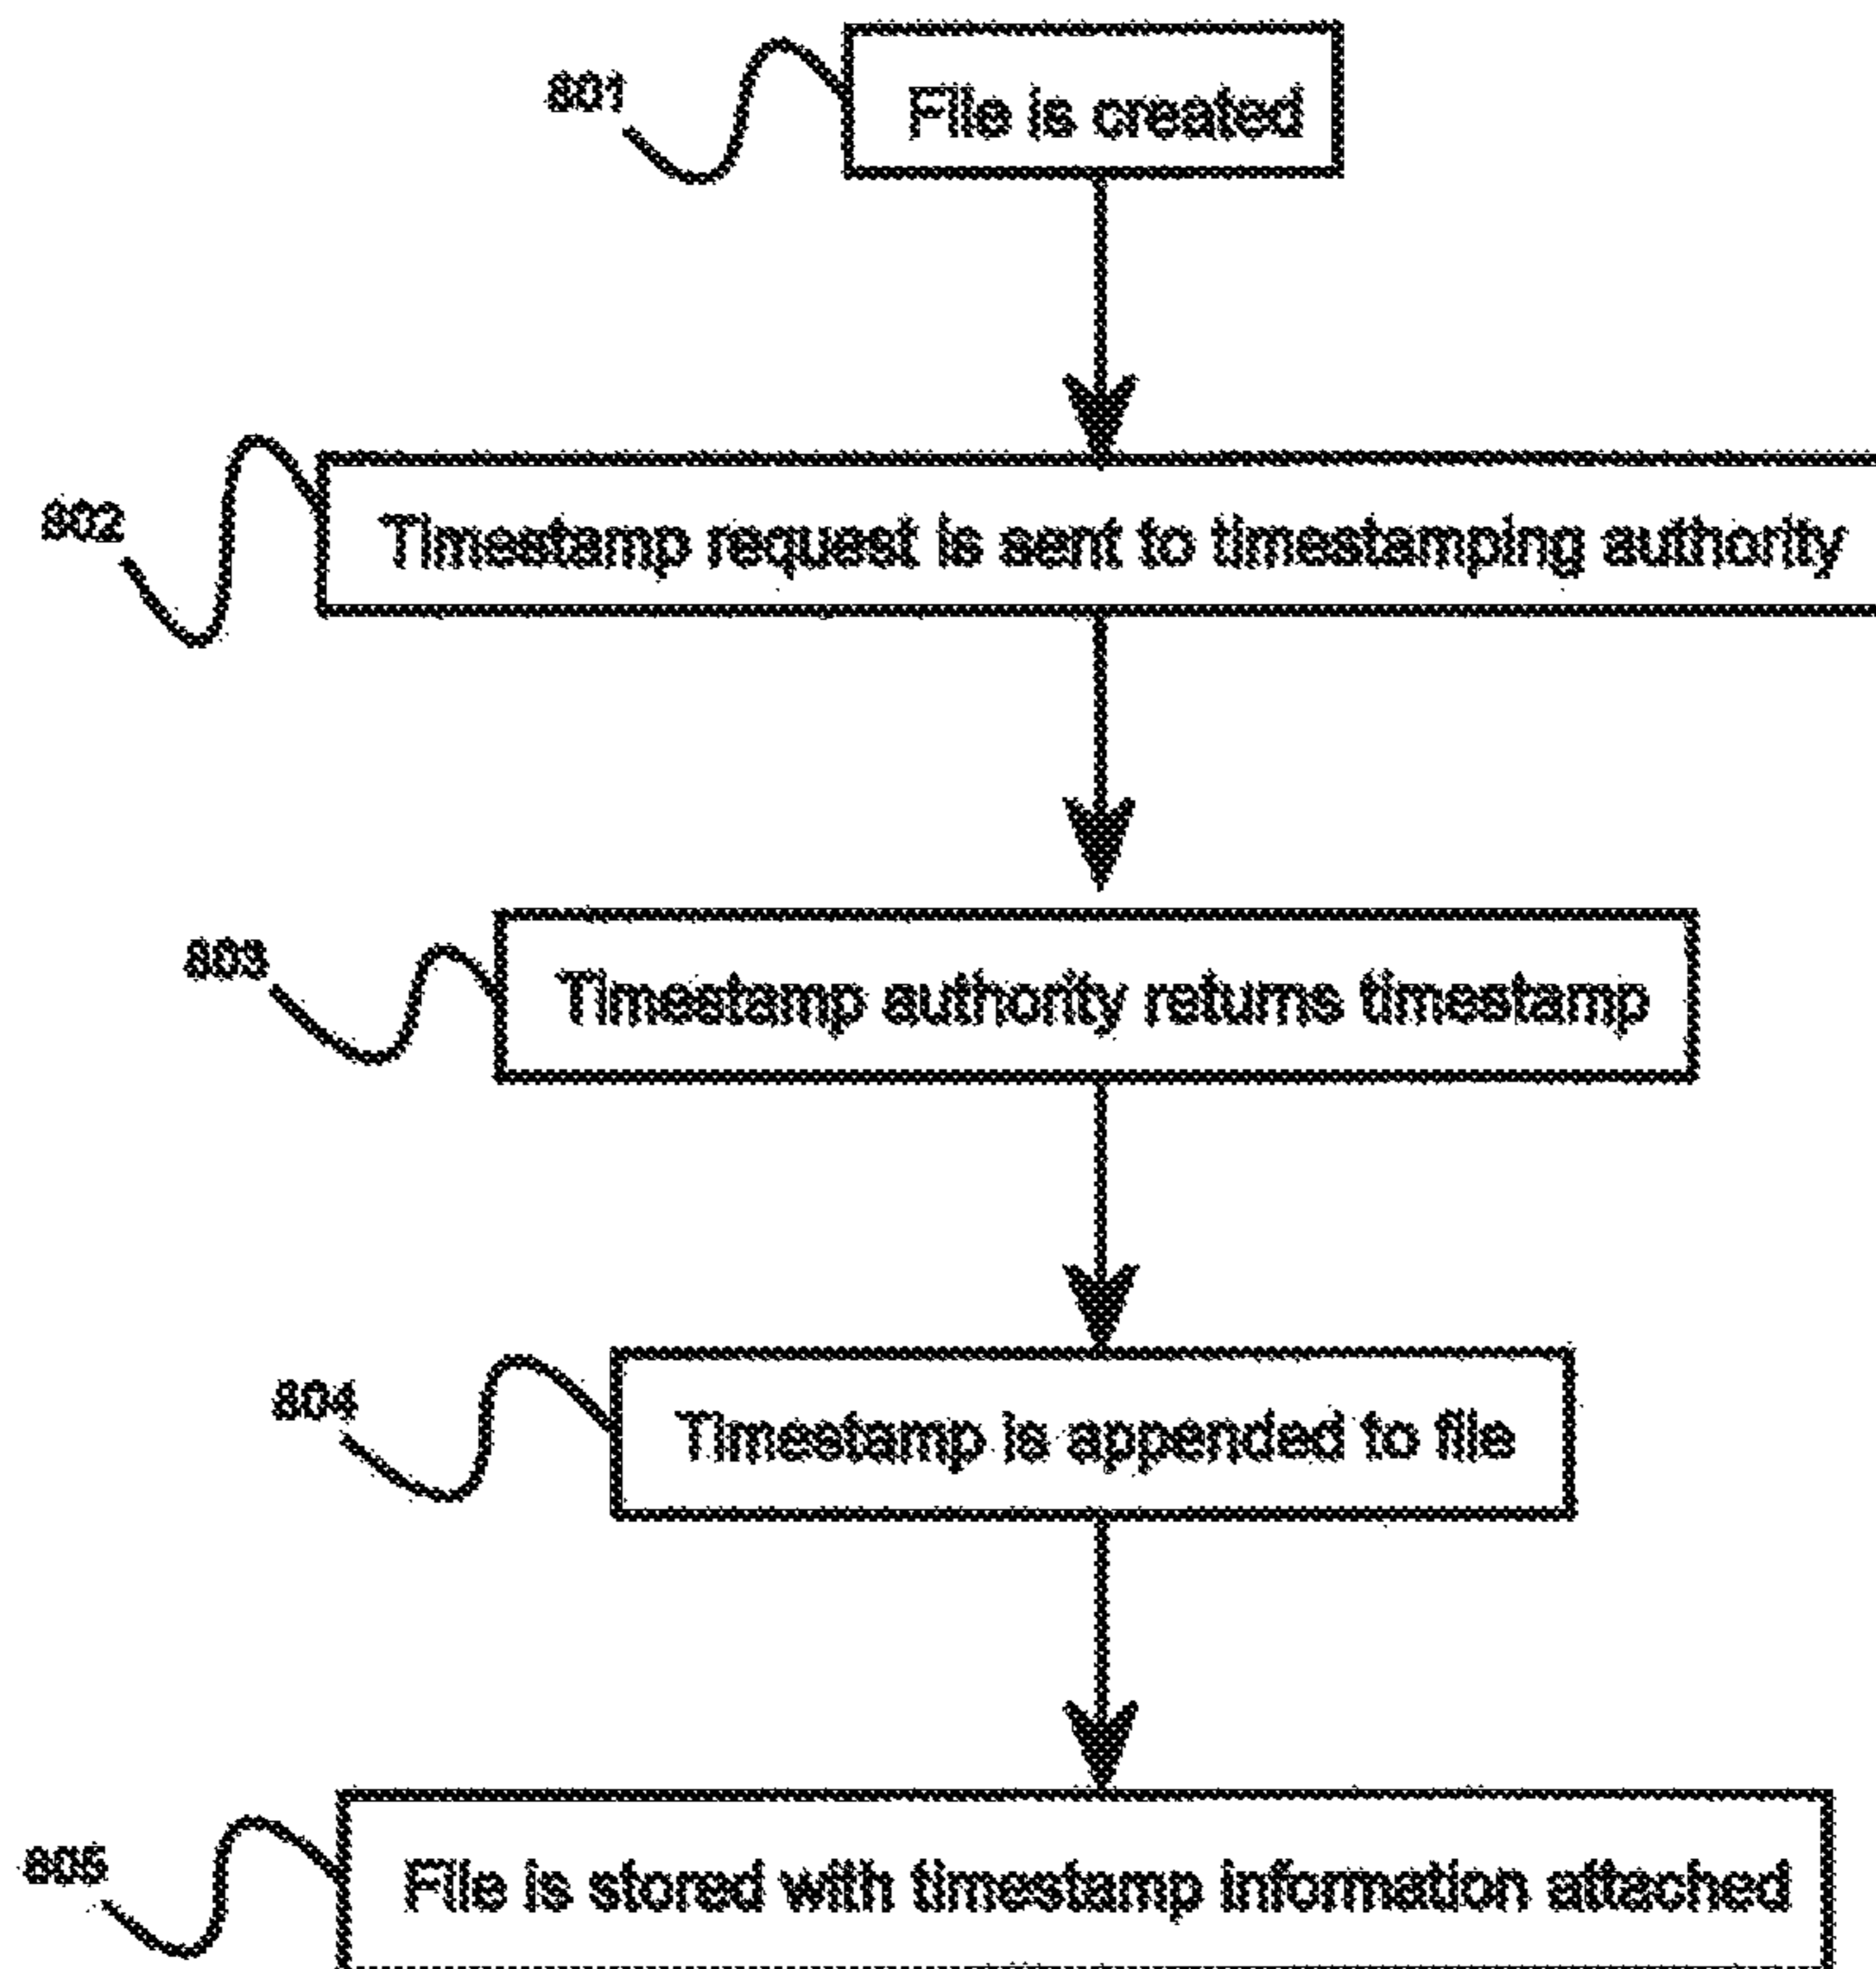 801
File is created
802
Timestamp request is sent to timestamping authority
803
Timestamp authority returns timestamp
804
Timestamp is appended to file
805
File is stored with timestamp information attached